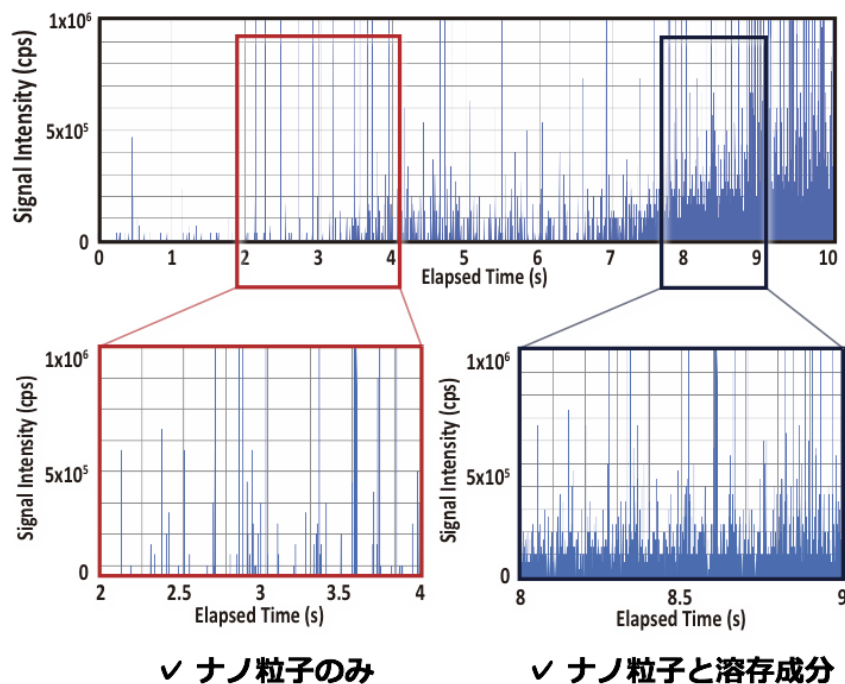 Signal Intensity (cps)
1x10⁶
5x10⁵
0
0 1 2 3 4 5 6 7 8 9 10
Elapsed Time (s)
Signal Intensity (cps)
1x10⁶
5x10⁵
0
2 2.5 3 3.5 4
Elapsed Time (s)
✓ ナノ粒子のみ
Signal Intensity (cps)
1x10⁶
5x10⁵
0
8 8.5 9
Elapsed Time (s)
✓ ナノ粒子と溶存成分